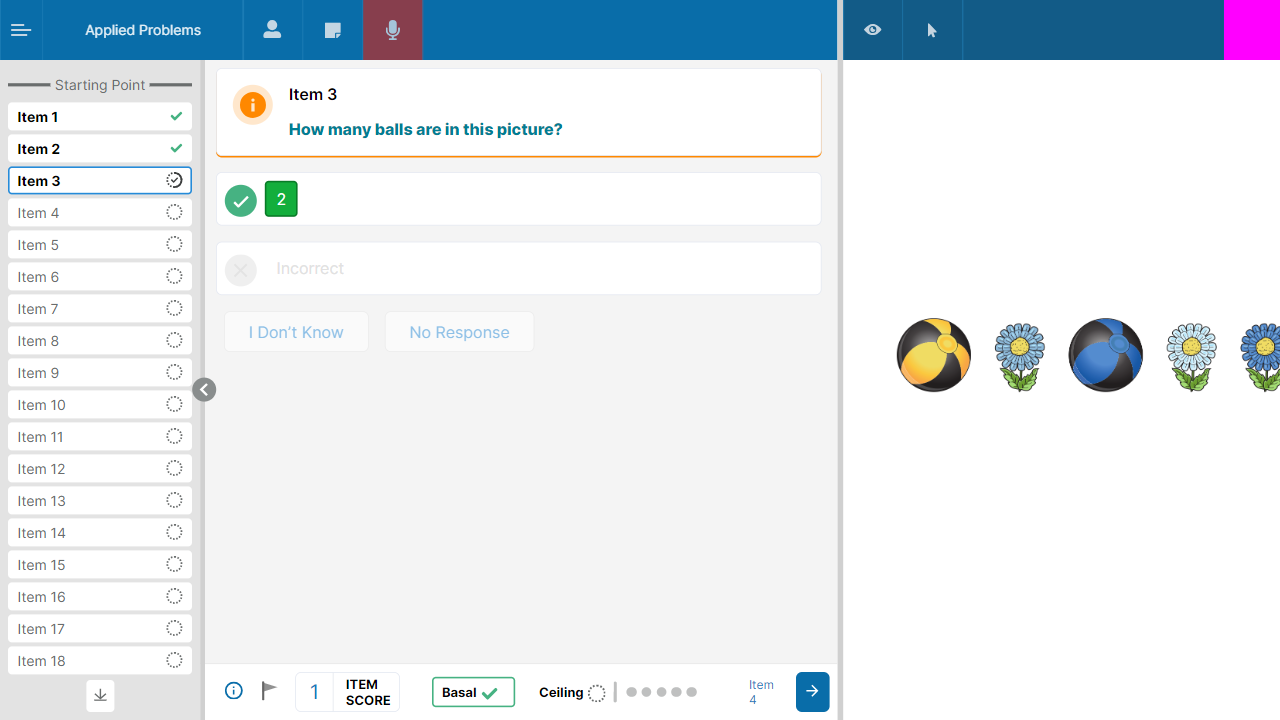 Applied Problems
Starting Point
Item 1
Item 2
Item 3
Item 4
Item 5
Item 6
Item 7
Item 8
Item 9
Item 10
Item 11
Item 12
Item 13
Item 14
Item 15
Item 16
Item 17
Item 18
Item 3
How many balls are in this picture?
2
Incorrect
I Don’t Know
No Response
1
ITEM
SCORE
Basal
Ceiling
Item
4